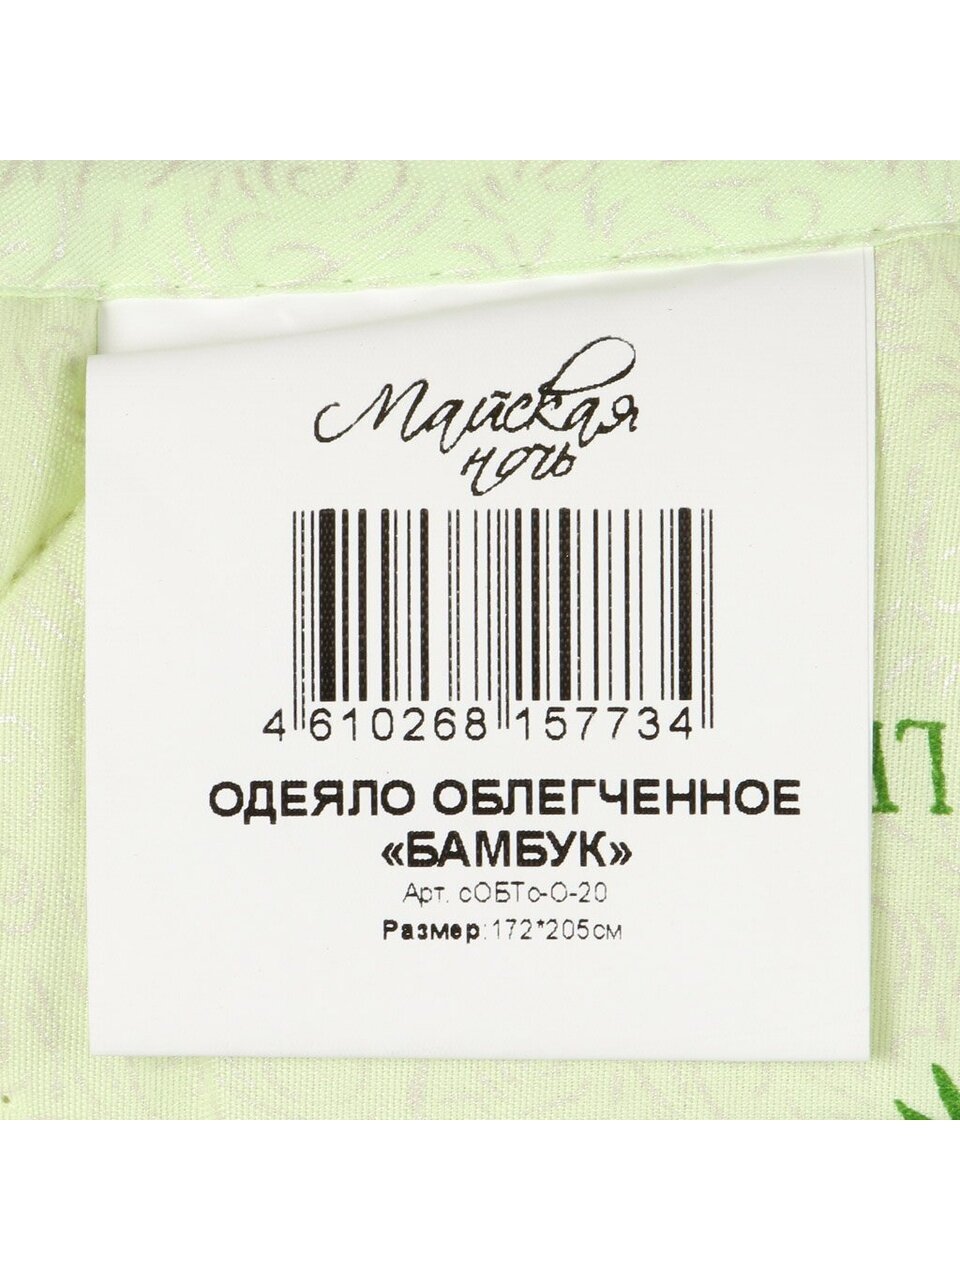 Майская
ночь
4 610268 157734
ОДЕЯЛО ОБЛЕГЧЕННОЕ
«БАМБУК»
Арт. сОБТс-О-20
Размер:172*205см